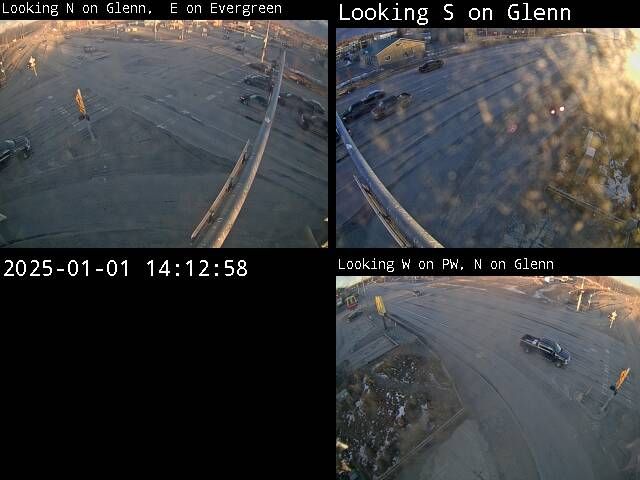 Looking N on Glenn,  E on Evergreen
Looking S on Glenn
2025-01-01 14:12:58
Looking W on PW, N on Glenn